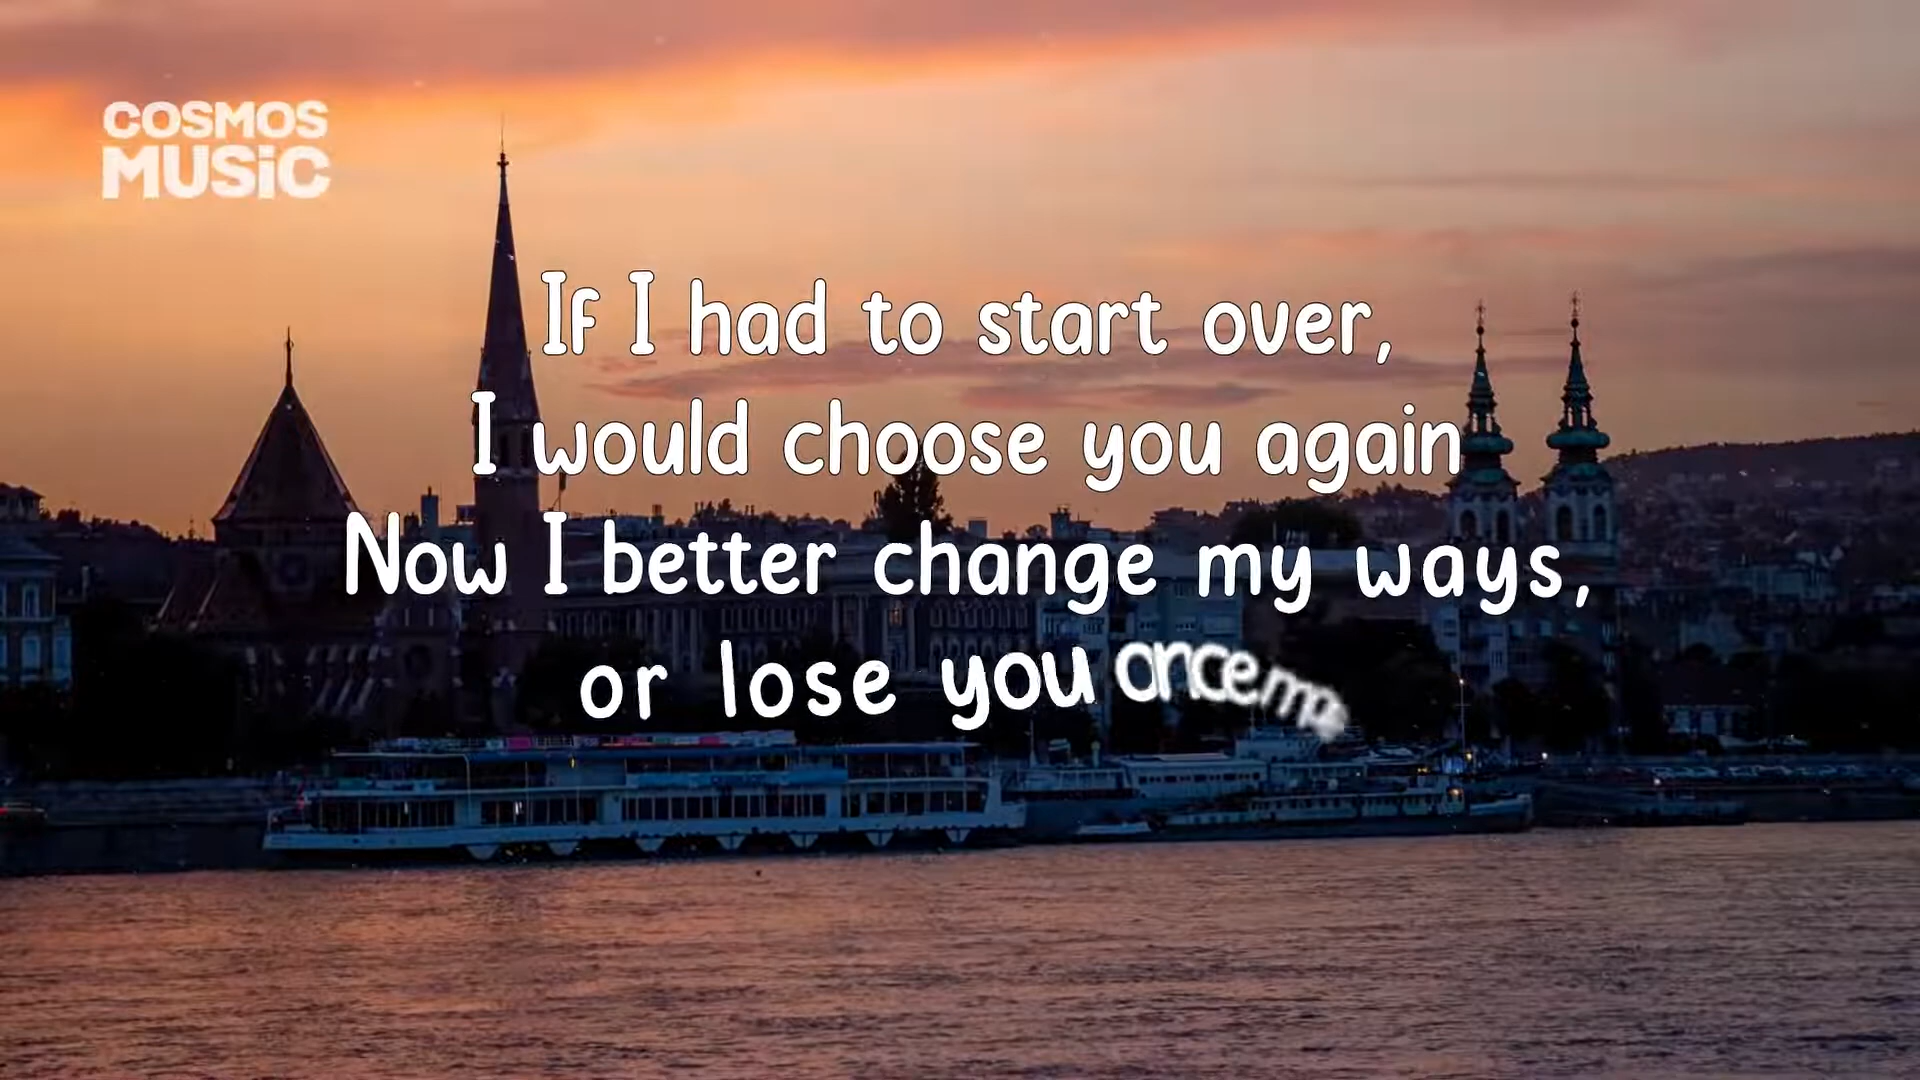 COSMOS
MUSiC
If I had to start over,
I would choose you again
Now I better change my ways,
or lose you once